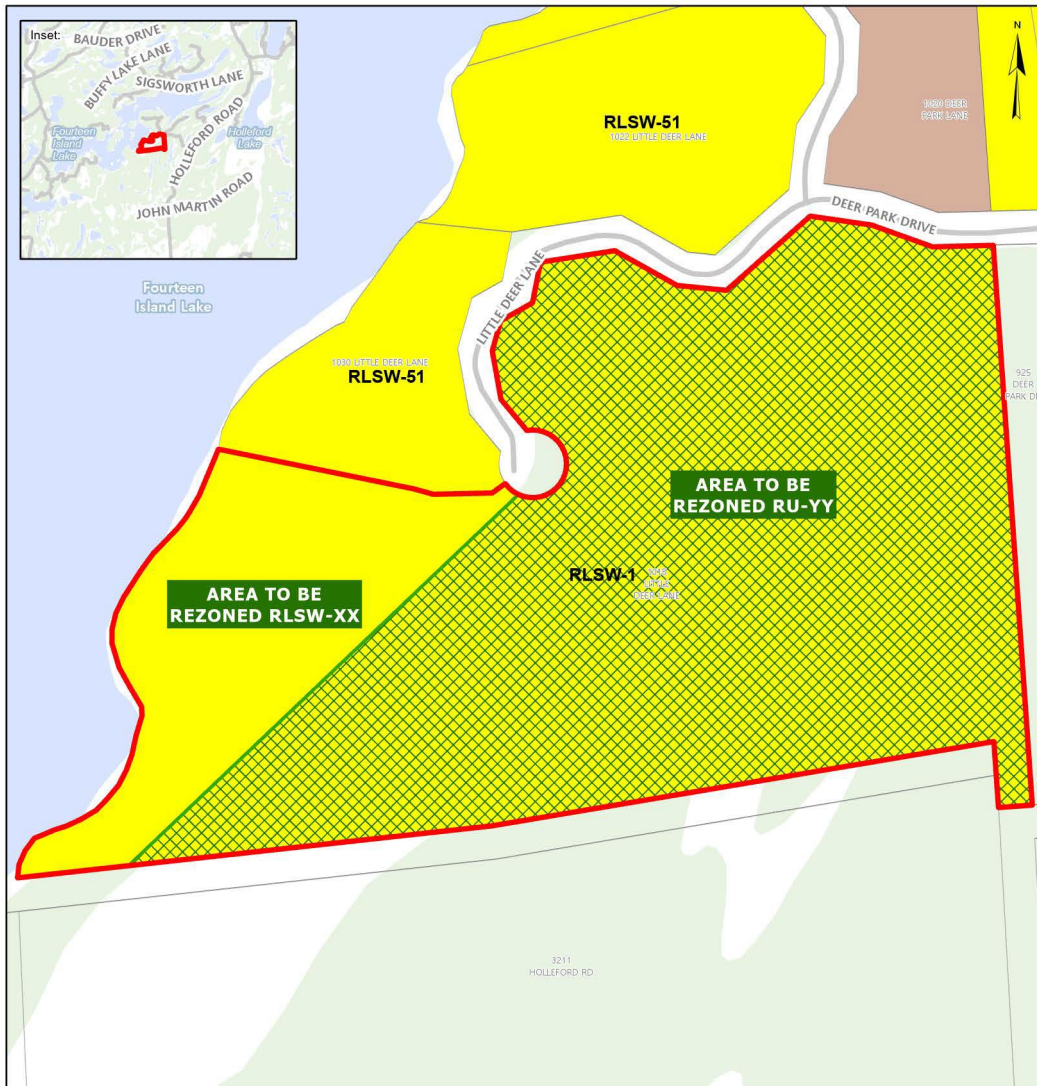 Inset:
BAUDER DRIVE
BUFFY LAKE LANE
SIGSWORTH LANE
HOLLEFORD ROAD
Fourteen
Island
Lake
Holleford
Lake
JOHN MARTIN ROAD
N
RLSW-51
1022 LITTLE DEER LANE
1020 DEER
PARK LANE
DEER PARK DRIVE
LITTLE DEER LANE
Fourteen
Island Lake
1030 LITTLE DEER LANE
RLSW-51
925
DEER
PARK D
AREA TO BE
REZONED RU-YY
RLSW-1
LITTLE
DEER LANE
AREA TO BE
REZONED RLSW-XX
3211
HOLLEFORD RD